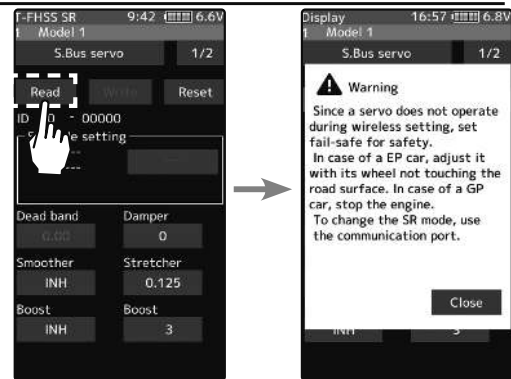 T-FHSS SR 9:42 6.6V
1 Model 1
S.Bus servo 1/2
Read Write Reset
ID 0 - 00000
setting
Dead band Damper
0.00 0
Smoother Stretcher
INH 0.125
Boost Boost
INH 3
Display 16:57 6.8V
1 Model 1
S.Bus servo 1/2
Warning
Since a servo does not operate
during wireless setting, set
fail-safe for safety.
In case of a EP car, adjust it
with its wheel not touching the
road surface. In case of a GP
car, stop the engine.
To change the SR mode, use
the communication port.
Close
INH 3